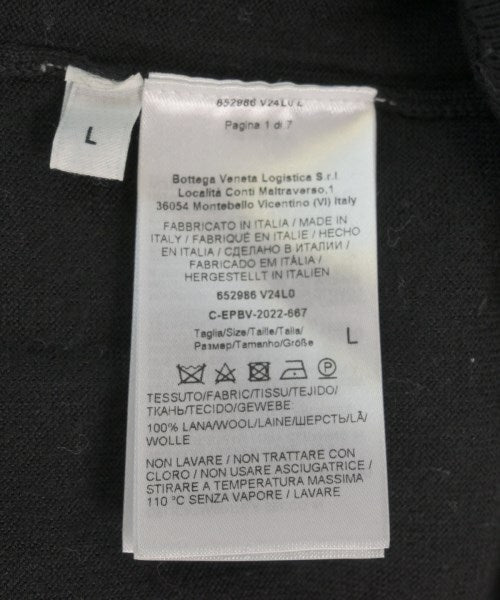 L
652986 V24L0 L
Pagina 1 di 7
Bottega Veneta Logistica S.r.l.
Località Conti Maltraverso,1
36054 Montebello Vicentino (VI) Italy
FABBRICATO IN ITALIA / MADE IN
ITALY / FABRIQUÉ EN ITALIE / HECHO
EN ITALIA / СДЕЛАНО В ИТАЛИИ /
FABRICADO EM ITÁLIA /
HERGESTELLT IN ITALIEN
652986 V24L0
C-EPBV-2022-667
Taglia/Size/Taille/Talla/
Размер/Tamanho/Größe
L
P
TESSUTO/FABRIC/TISSU/TEJIDO/
ТКАНЬ/TECIDO/GEWEBE
100% LANA/WOOL/LAINE/ШЕРСТЬ/LÃ/
WOLLE
NON LAVARE / NON TRATTARE CON
CLORO / NON USARE ASCIUGATRICE /
STIRARE A TEMPERATURA MASSIMA
110 °C SENZA VAPORE / LAVARE